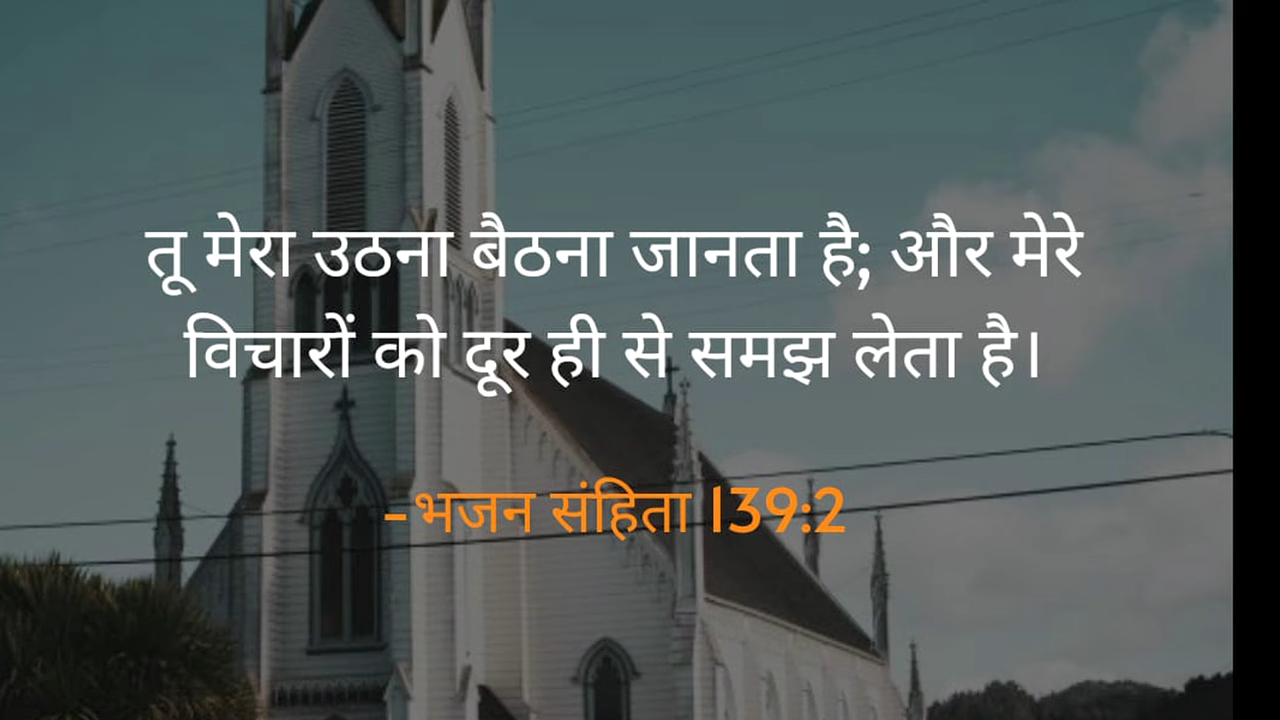 तू मेरा उठना बैठना जानता है; और मेरे
विचारों को दूर ही से समझ लेता है।
-भजन संहिता 139:2